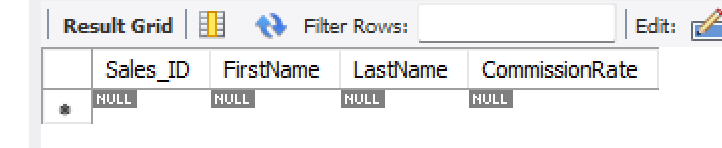 Result Grid Filter Rows: Edit:
Sales_ID FirstName LastName CommissionRate
NULL NULL NULL NULL